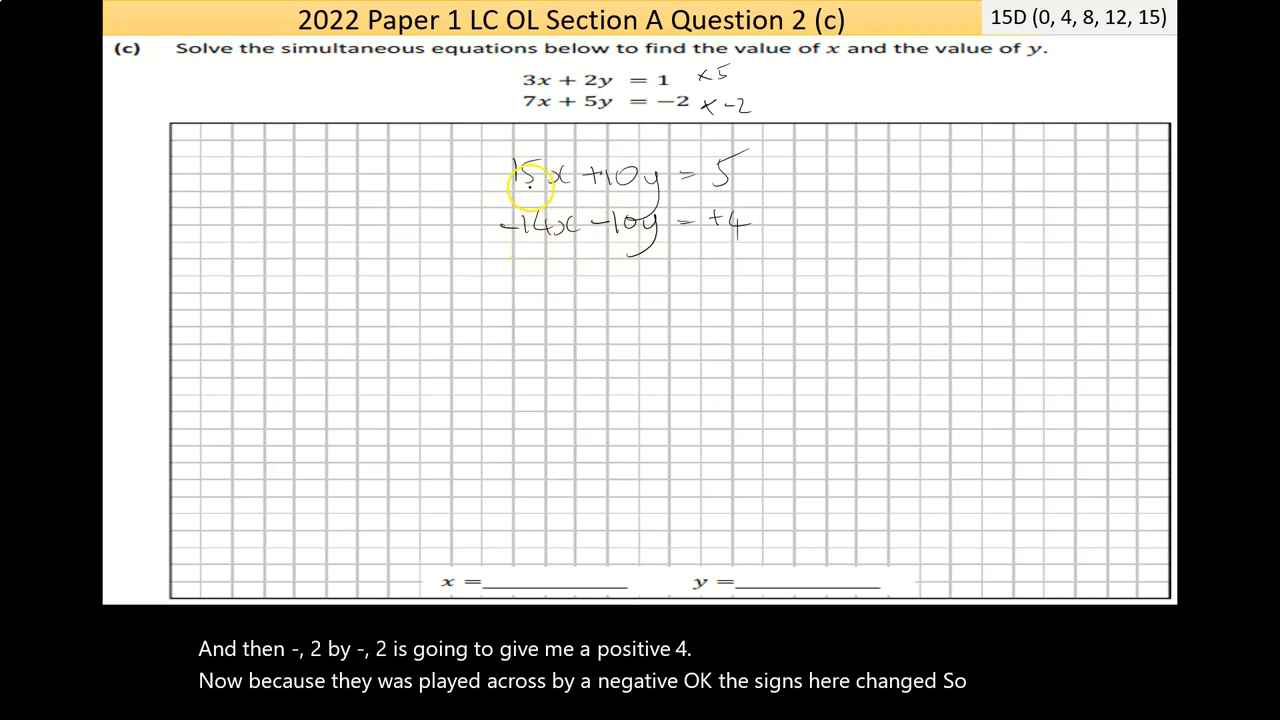 2022 Paper 1 LC OL Section A Question 2 (c)
15D (0, 4, 8, 12, 15)
(c) Solve the simultaneous equations below to find the value of x and the value of y.
3x + 2y = 1 ×5
7x + 5y = −2 × -2
15x +10y = 5
-14x -10y = +4
x =____________ y =____________
And then -, 2 by -, 2 is going to give me a positive 4.
Now because they was played across by a negative OK the signs here changed So